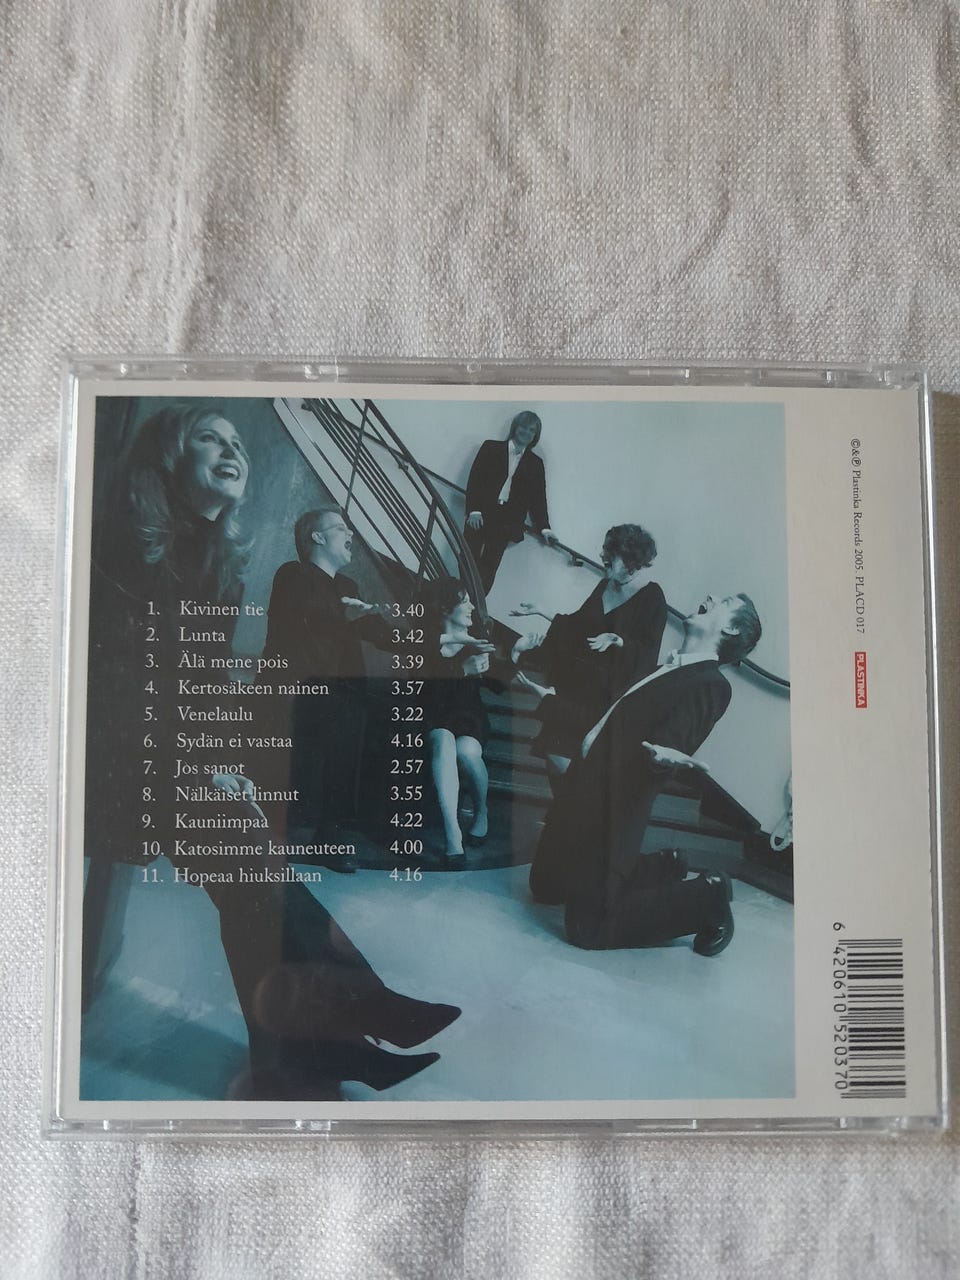 1. Kivinen tie 3.40
2. Lunta 3.42
3. Älä mene pois 3.39
4. Kertosäkeen nainen 3.57
5. Venelaulu 3.22
6. Sydän ei vastaa 4.16
7. Jos sanot 2.57
8. Nälkäiset linnut 3.55
9. Kauniimpaa 4.22
10. Katosimme kauneuteen 4.00
11. Hopeaa hiuksillaan 4.16
©&℗ Plastinka Records 2005. PLACD 017
PLASTINKA
6 420610 520370